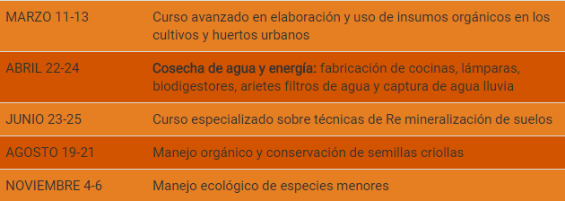 MARZO 11-13 Curso avanzado en elaboración y uso de insumos orgánicos en los
cultivos y huertos urbanos
ABRIL 22-24 Cosecha de agua y energía: fabricación de cocinas, lámparas,
biodigestores, arietes filtros de agua y captura de agua lluvia
JUNIO 23-25 Curso especializado sobre técnicas de Re mineralización de suelos
AGOSTO 19-21 Manejo orgánico y conservación de semillas criollas
NOVIEMBRE 4-6 Manejo ecológico de especies menores